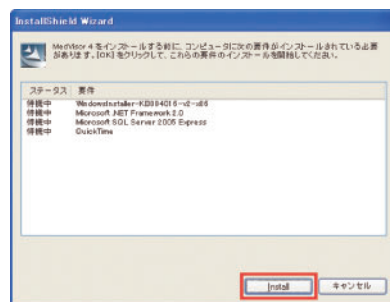 InstallShield Wizard
MedVisor 4 をインストールする前に、コンピュータに次の要件がインストールされている必要
があります。[OK] をクリックして、これらの要件のインストールを開始してください。
ステータス 要件
待機中 WindowsInstaller-KB884016-v2-x86
待機中 Microsoft .NET Framework 2.0
待機中 Microsoft SQL Server 2005 Express
待機中 QuickTime
Install キャンセル